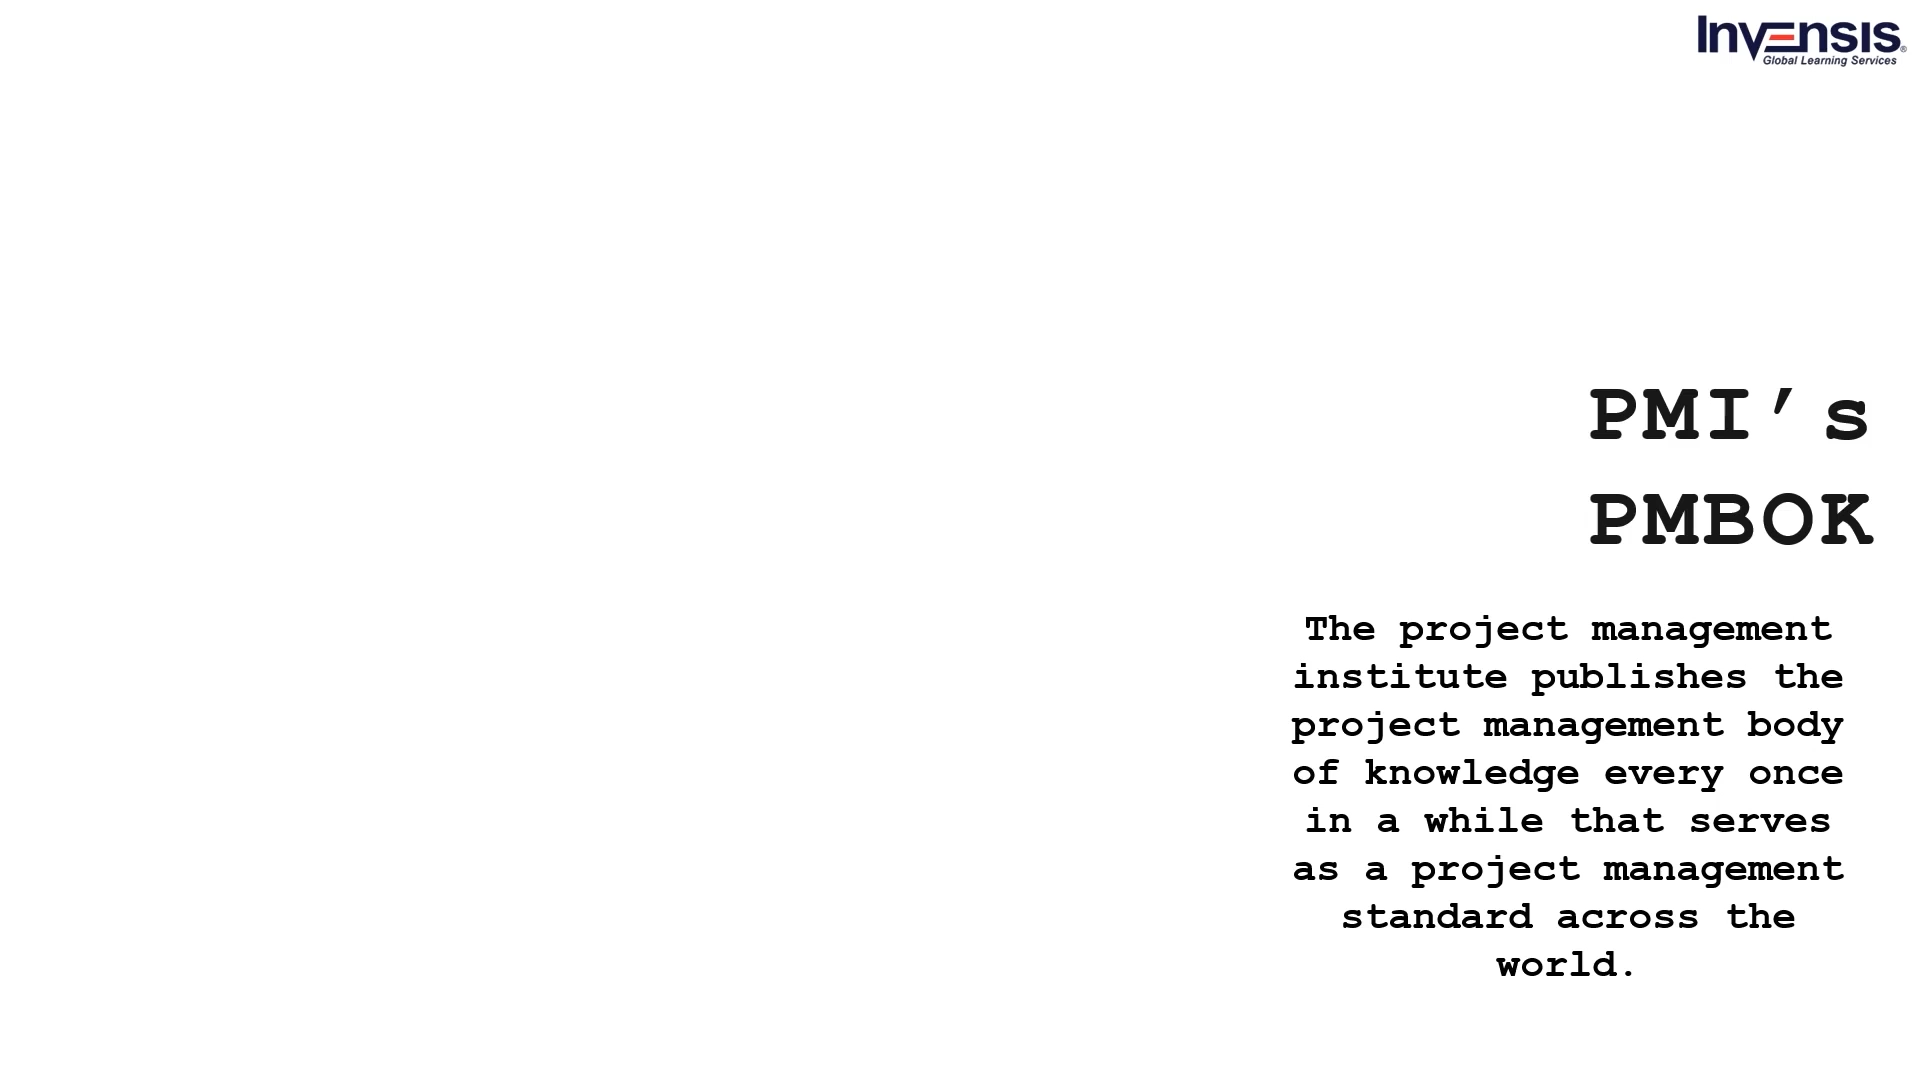 Invensis®
Global Learning Services
PMI’s
PMBOK
The project management
institute publishes the
project management body
of knowledge every once
in a while that serves
as a project management
standard across the
world.